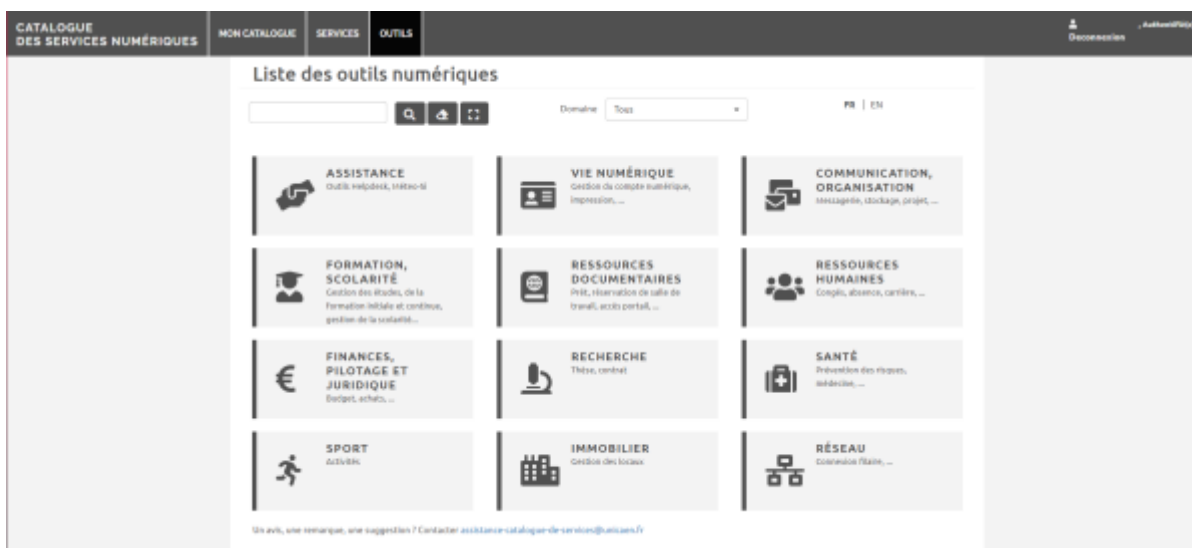 CATALOGUE
DES SERVICES NUMÉRIQUES
MON CATALOGUE
SERVICES
OUTILS
Deconnexion
Liste des outils numériques
Domaine
Tous
FR | EN
ASSISTANCE
Outils Helpdesk, Météo-SI
VIE NUMÉRIQUE
Gestion du compte numérique,
impression, ...
COMMUNICATION,
ORGANISATION
Messagerie, stockage, projet, ...
FORMATION,
SCOLARITÉ
Gestion des études, de la
formation initiale et continue,
gestion de la scolarité...
RESSOURCES
DOCUMENTAIRES
Prêt, réservation de salle de
travail, accès portail, ...
RESSOURCES
HUMAINES
Congés, absence, carrière, ...
FINANCES,
PILOTAGE ET
JURIDIQUE
Budget, achats, ...
RECHERCHE
Thèse, contrat
SANTÉ
Prévention des risques,
médecine, ...
SPORT
Activités
IMMOBILIER
Gestion des locaux
RÉSEAU
Connexion filaire, ...
Un avis, une remarque, une suggestion ? Contacter assistance-catalogue-de-services@unicaen.fr